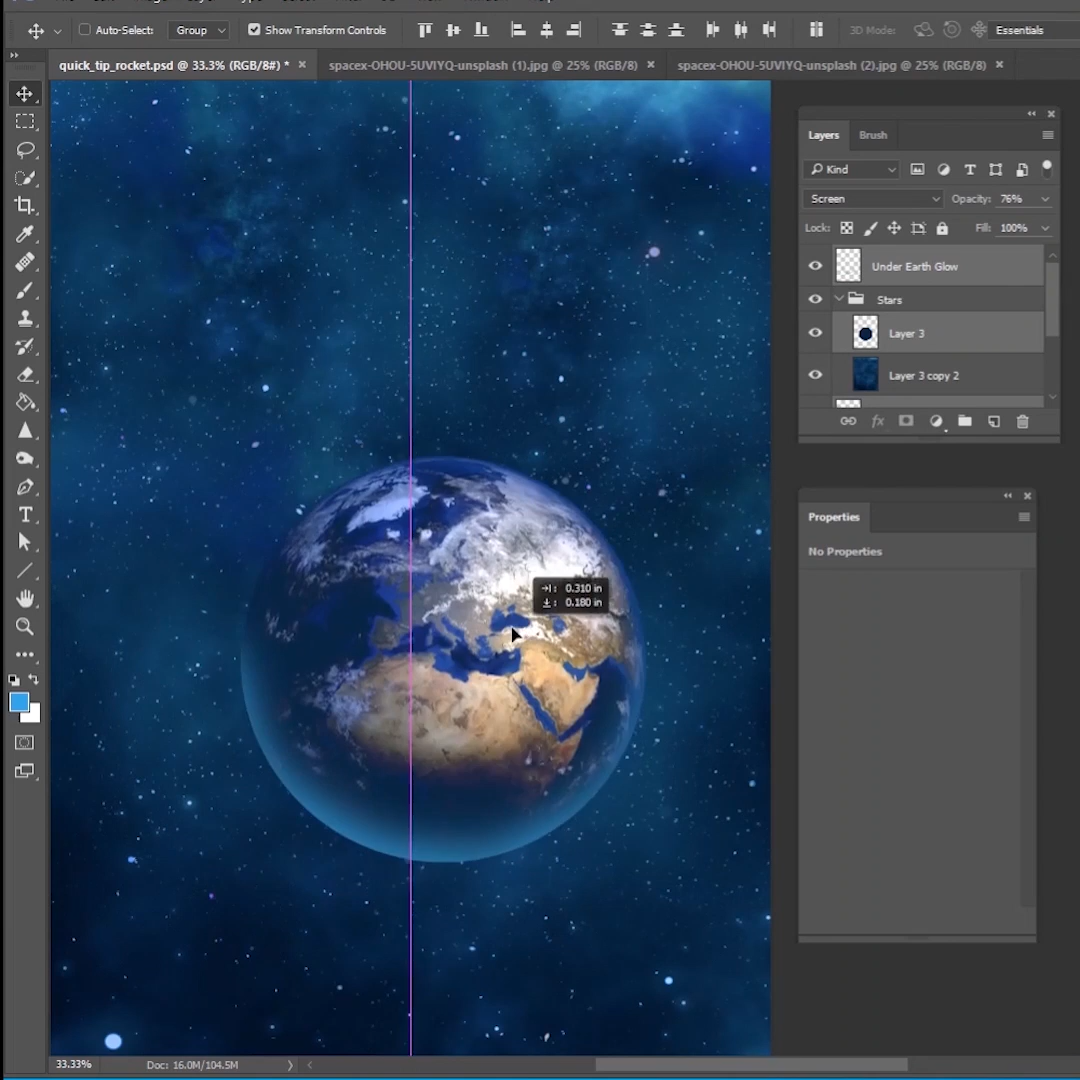 Auto-Select: Group Show Transform Controls 3D Mode: Essentials
quick_tip_rocket.psd @ 33.3% (RGB/8#) * × spacex-OHOU-5UVIYQ-unsplash (1).jpg @ 25% (RGB/8) × spacex-OHOU-5UVIYQ-unsplash (2).jpg @ 25% (RGB/8) ×
Layers Brush
Kind
Screen Opacity: 76%
Lock: Fill: 100%
Under Earth Glow
Stars
Layer 3
Layer 3 copy 2
Properties
No Properties
0.310 in
0.180 in
33.33% Doc: 16.0M/104.5M